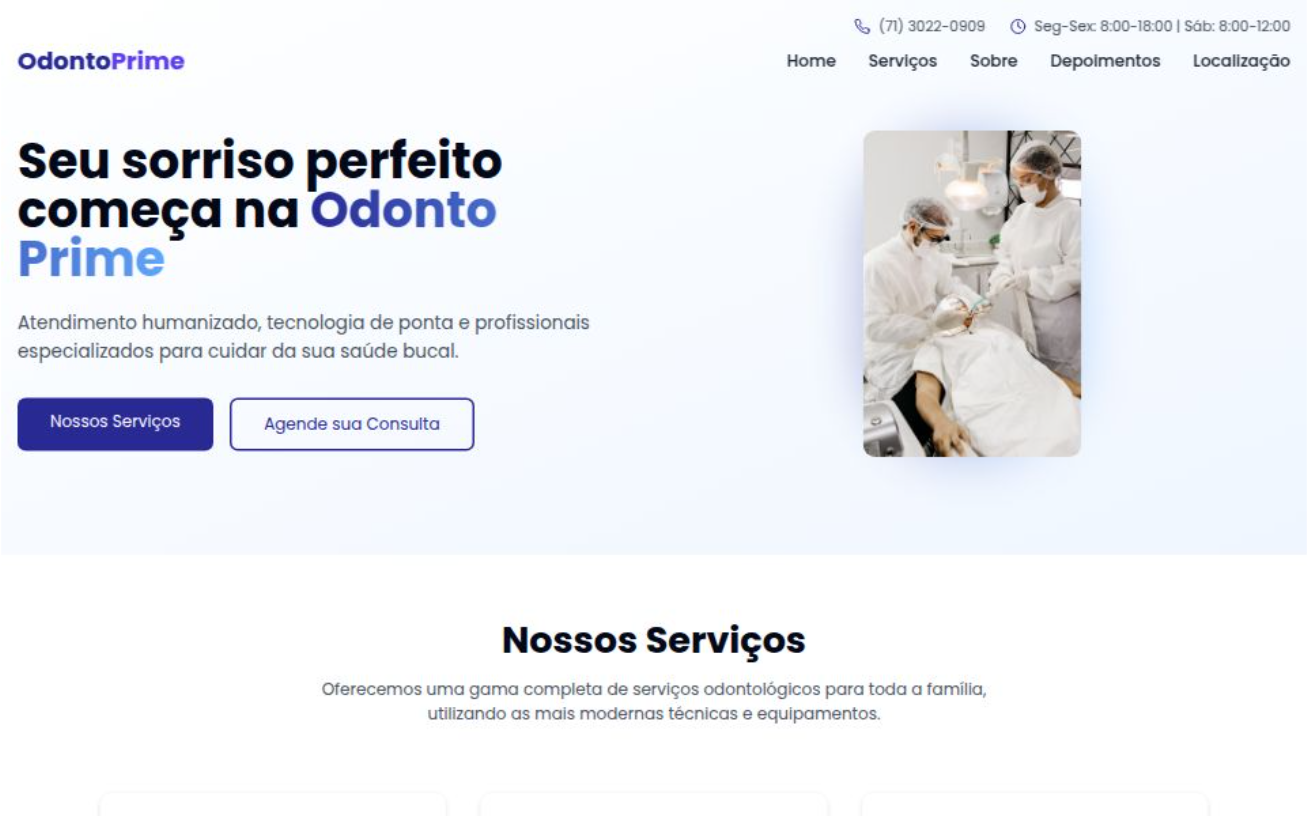 (71) 3022-0909 Seg-Sex: 8:00-18:00 | Sáb: 8:00-12:00
OdontoPrime
Home Serviços Sobre Depoimentos Localização
Seu sorriso perfeito
começa na Odonto
Prime
Atendimento humanizado, tecnologia de ponta e profissionais
especializados para cuidar da sua saúde bucal.
Nossos Serviços
Agende sua Consulta
Nossos Serviços
Oferecemos uma gama completa de serviços odontológicos para toda a família,
utilizando as mais modernas técnicas e equipamentos.